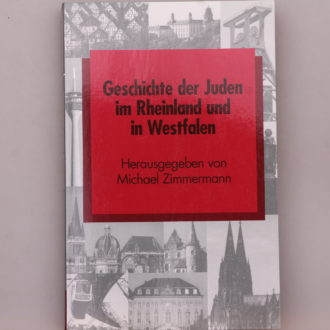 Geschichte der Juden
im Rheinland und
in Westfalen
Herausgegeben von
Michael Zimmermann